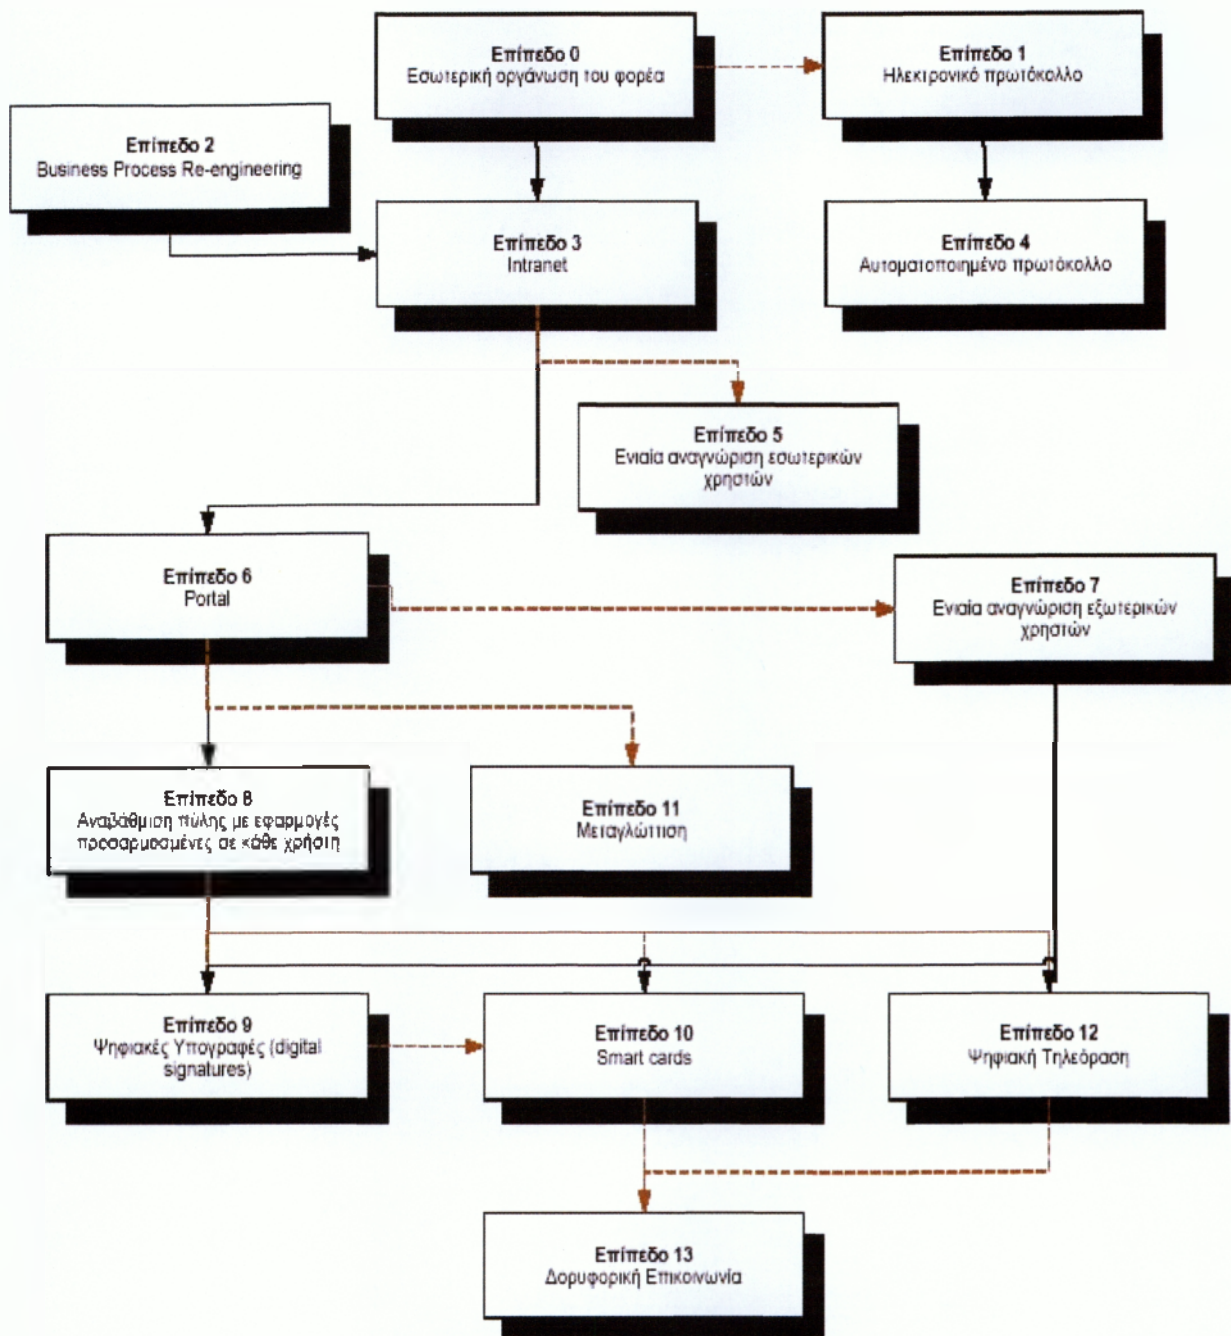 Επίπεδο 0
Εσωτερική οργάνωση του φορέα
Επίπεδο 1
Ηλεκτρονικό πρωτόκολλο
Επίπεδο 2
Business Process Re-engineering
Επίπεδο 3
Intranet
Επίπεδο 4
Αυτοματοποιημένο πρωτόκολλο
Επίπεδο 5
Ενιαία αναγνώριση εσωτερικών
χρηστών
Επίπεδο 6
Portal
Επίπεδο 7
Ενιαία αναγνώριση εξωτερικών
χρηστών
Επίπεδο 8
Αναβάθμιση πύλης με εφαρμογές
προσαρμοσμένες σε κάθε χρήστη
Επίπεδο 11
Μεταγλώττιση
Επίπεδο 9
Ψηφιακές Υπογραφές (digital
signatures)
Επίπεδο 10
Smart cards
Επίπεδο 12
Ψηφιακή Τηλεόραση
Επίπεδο 13
Δορυφορική Επικοινωνία